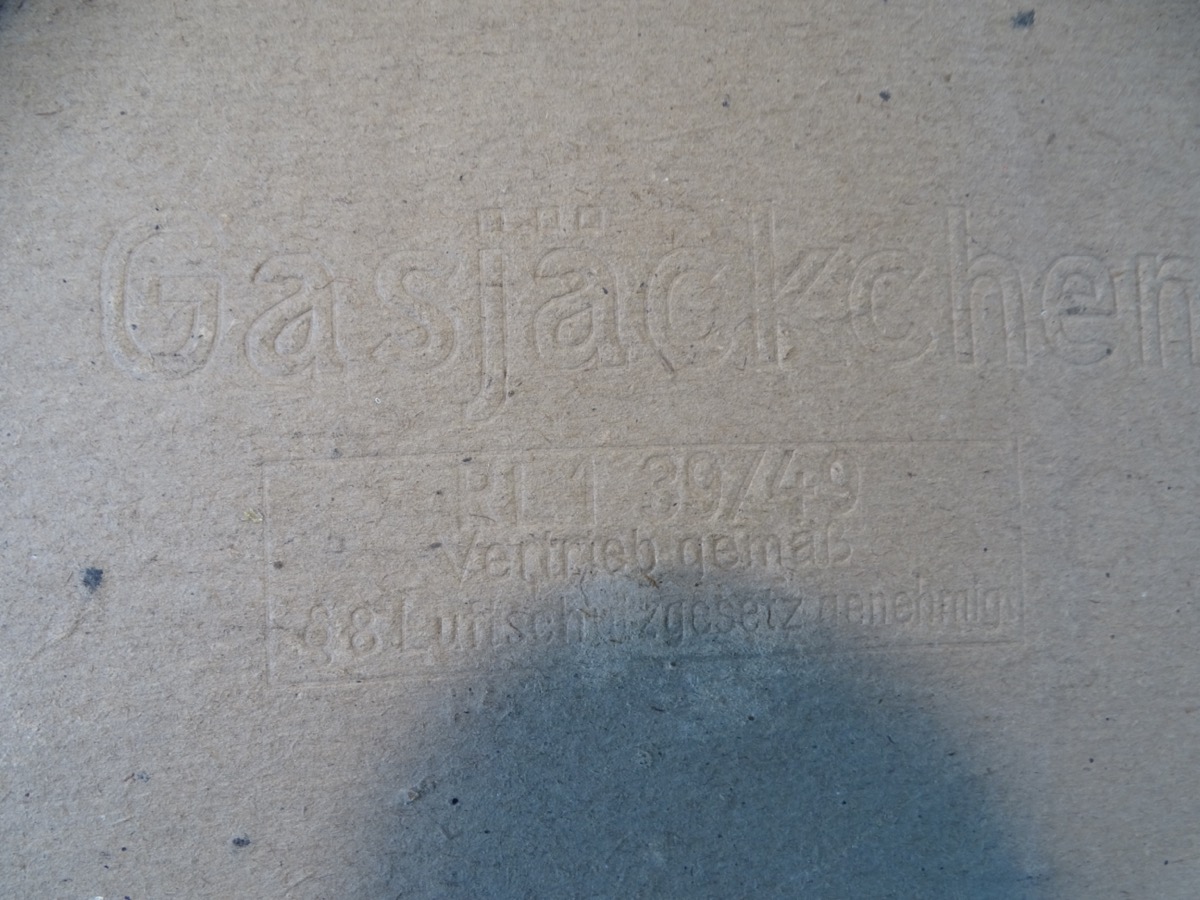 Gasjäckchen
RL 1 39/49
Vertrieb gemäß
§ 8 Luftschutzgesetz genehmigt